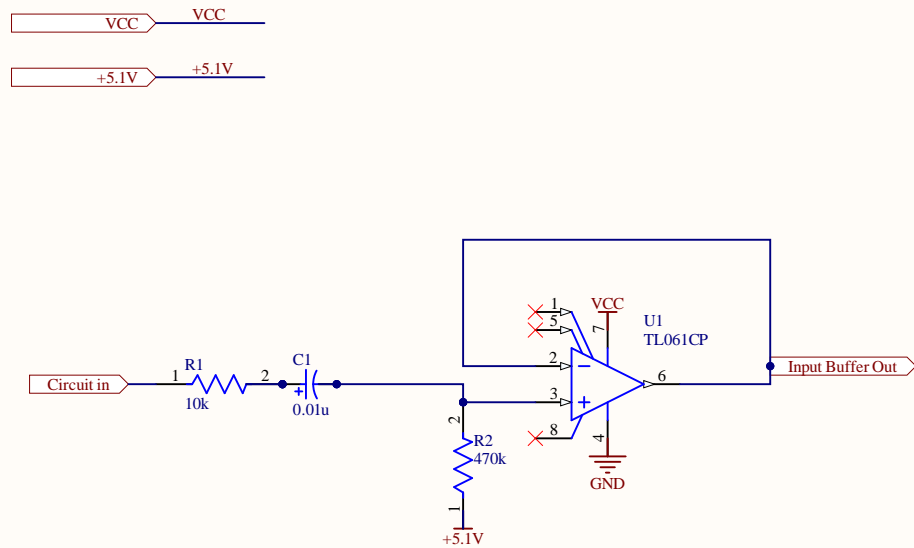 VCC VCC
+5.1V +5.1V
1 VCC U1
5 7 TL061CP
R1 C1 2 Input Buffer Out
Circuit in 1 2 + 6
10k 0.01u 3
2 8 4
R2
470k
GND
1
+5.1V